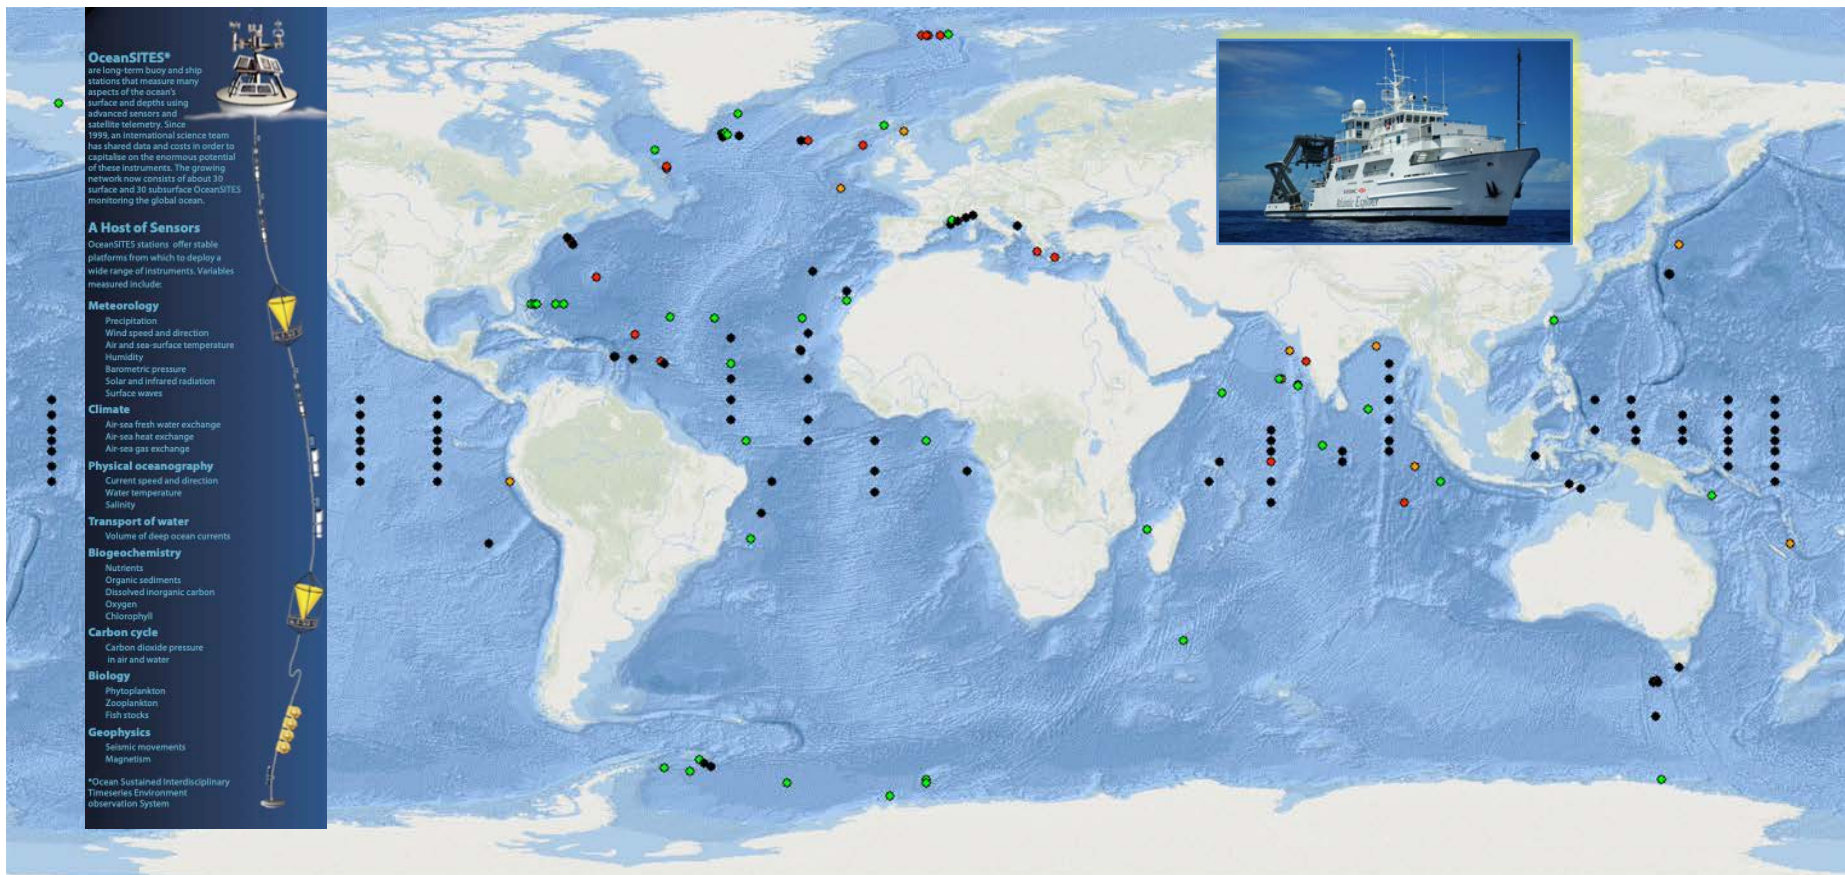 OceanSITES*
are long-term buoy and ship
stations that measure many
aspects of the ocean's
surface and depths using
advanced sensors and
satellite telemetry. Since
1999, an international science team
has shared data and costs in order to
capitalise on the enormous potential
of these instruments. The growing
network now consists of about 30
surface and 30 subsurface OceanSITES
monitoring the global ocean.
A Host of Sensors
OceanSITES stations offer stable
platforms from which to deploy a
wide range of instruments. Variables
measured include:
Meteorology
Precipitation
Wind speed and direction
Air and sea-surface temperature
Humidity
Barometric pressure
Solar and infrared radiation
Surface waves
Climate
Air-sea fresh water exchange
Air-sea heat exchange
Air-sea gas exchange
Physical oceanography
Current speed and direction
Water temperature
Salinity
Transport of water
Volume of deep ocean currents
Biogeochemistry
Nutrients
Organic sediments
Dissolved inorganic carbon
Oxygen
Chlorophyll
Carbon cycle
Carbon dioxide pressure
in air and water
Biology
Phytoplankton
Zooplankton
Fish stocks
Geophysics
Seismic movements
Magnetism
*Ocean Sustained Interdisciplinary
Timeseries Environment
observation System
Atlantic Explorer